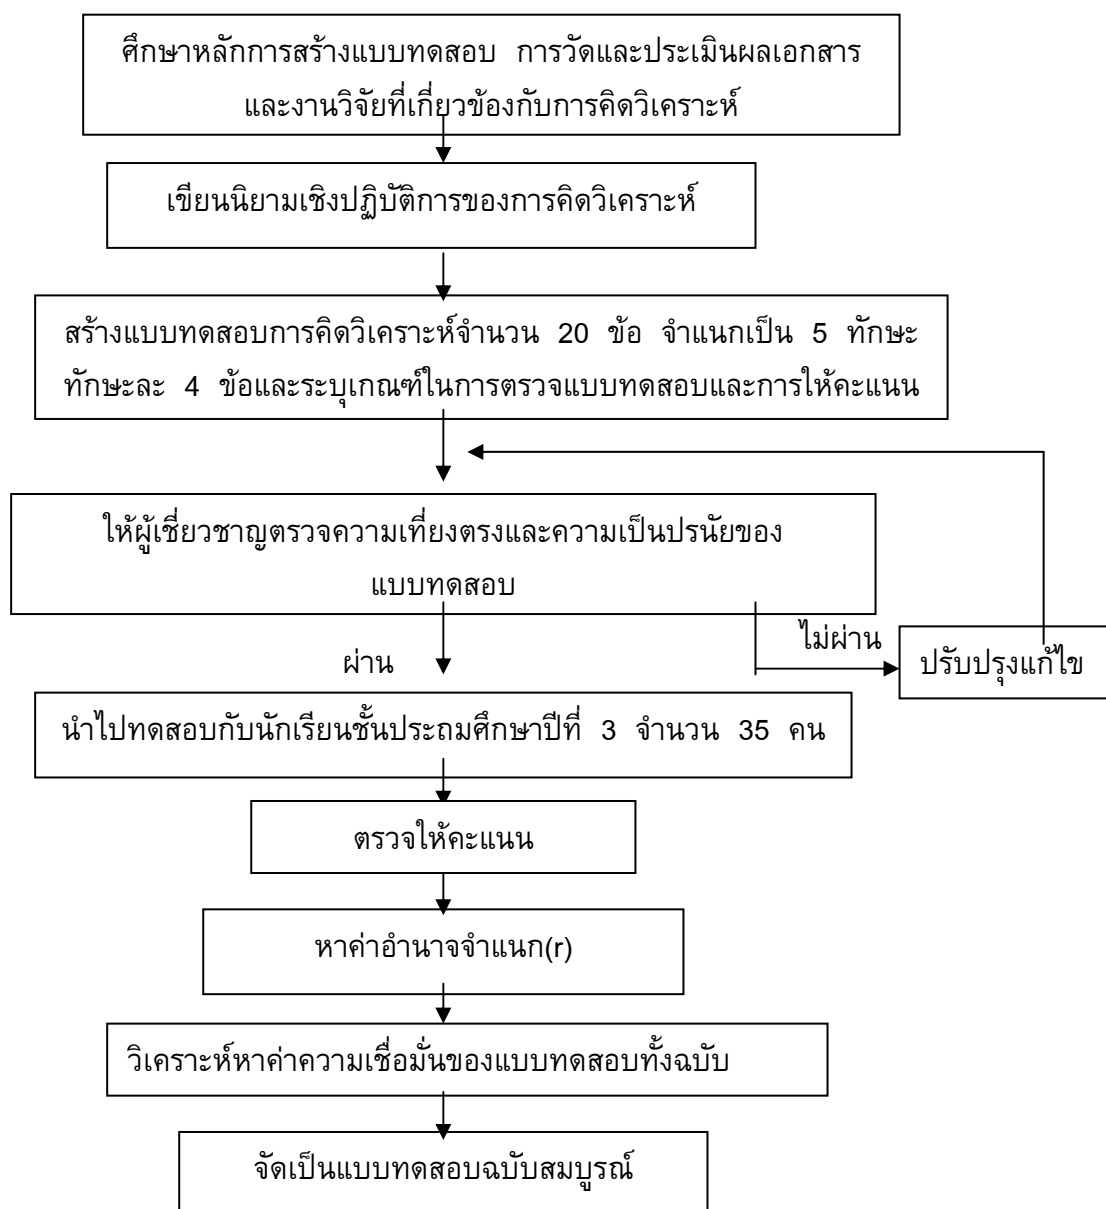 ศึกษาหลักการสร้างแบบทดสอบ การวัดและประเมินผลเอกสาร
และงานวิจัยที่เกี่ยวข้องกับการคิดวิเคราะห์
เขียนนิยามเชิงปฏิบัติการของการคิดวิเคราะห์
สร้างแบบทดสอบการคิดวิเคราะห์จำนวน 20 ข้อ จำแนกเป็น 5 ทักษะ
ทักษะละ 4 ข้อและระบุเกณฑ์ในการตรวจแบบทดสอบและการให้คะแนน
ให้ผู้เชี่ยวชาญตรวจความเที่ยงตรงและความเป็นปรนัยของ
แบบทดสอบ
ไม่ผ่าน
ผ่าน
ปรับปรุงแก้ไข
นำไปทดสอบกับนักเรียนชั้นประถมศึกษาปีที่ 3 จำนวน 35 คน
ตรวจให้คะแนน
หาค่าอำนาจจำแนก(r)
วิเคราะห์หาค่าความเชื่อมั่นของแบบทดสอบทั้งฉบับ
จัดเป็นแบบทดสอบฉบับสมบูรณ์